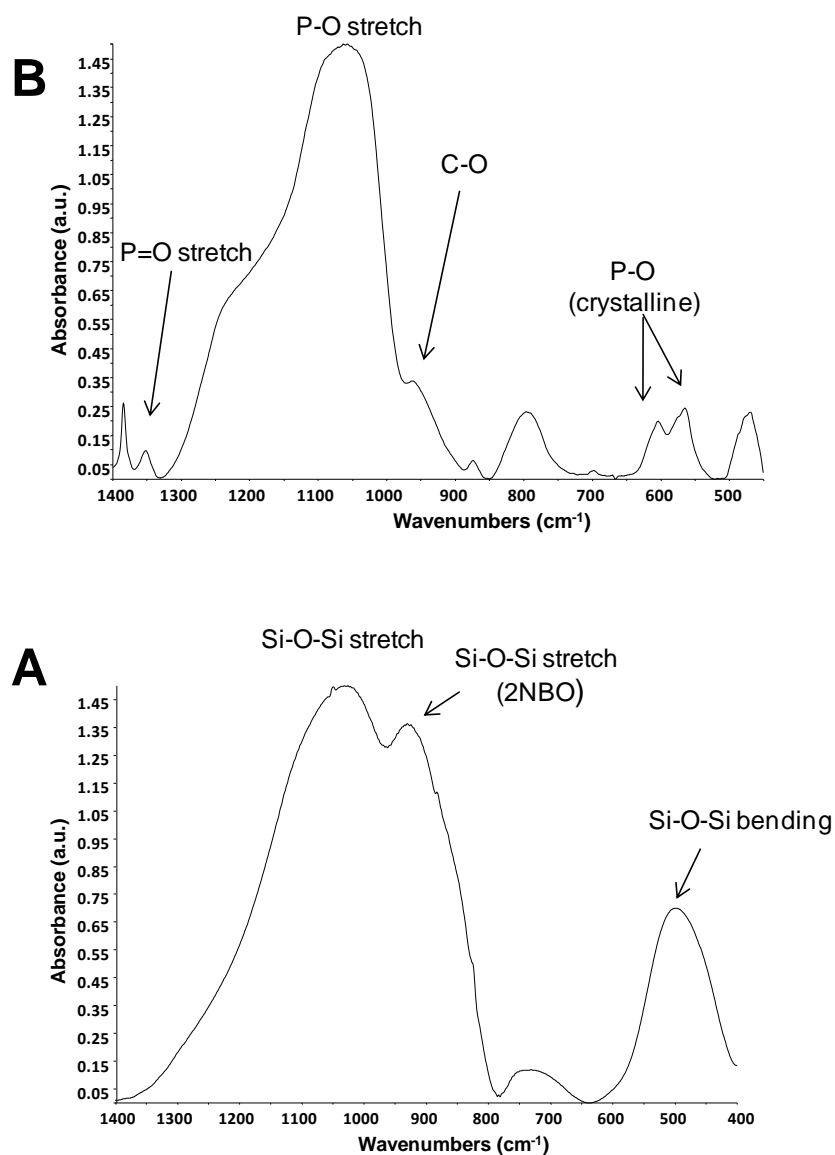 P-O stretch
B
1.45
1.35
1.25
1.15
1.05
0.95
0.85
0.75
0.65
0.55
0.45
0.35
0.25
0.15
0.05
Absorbance (a.u.)
C-O
P=O stretch
P-O
(crystalline)
1400 1300 1200 1100 1000 900 800 700 600 500
Wavenumbers (cm-1)
Si-O-Si stretch
A
Si-O-Si stretch
(2NBO)
1.45
1.35
1.25
1.15
1.05
0.95
0.85
0.75
0.65
0.55
0.45
0.35
0.25
0.15
0.05
Absorbance (a.u.)
Si-O-Si bending
1400 1300 1200 1100 1000 900 800 700 600 500 400
Wavenumbers (cm-1)